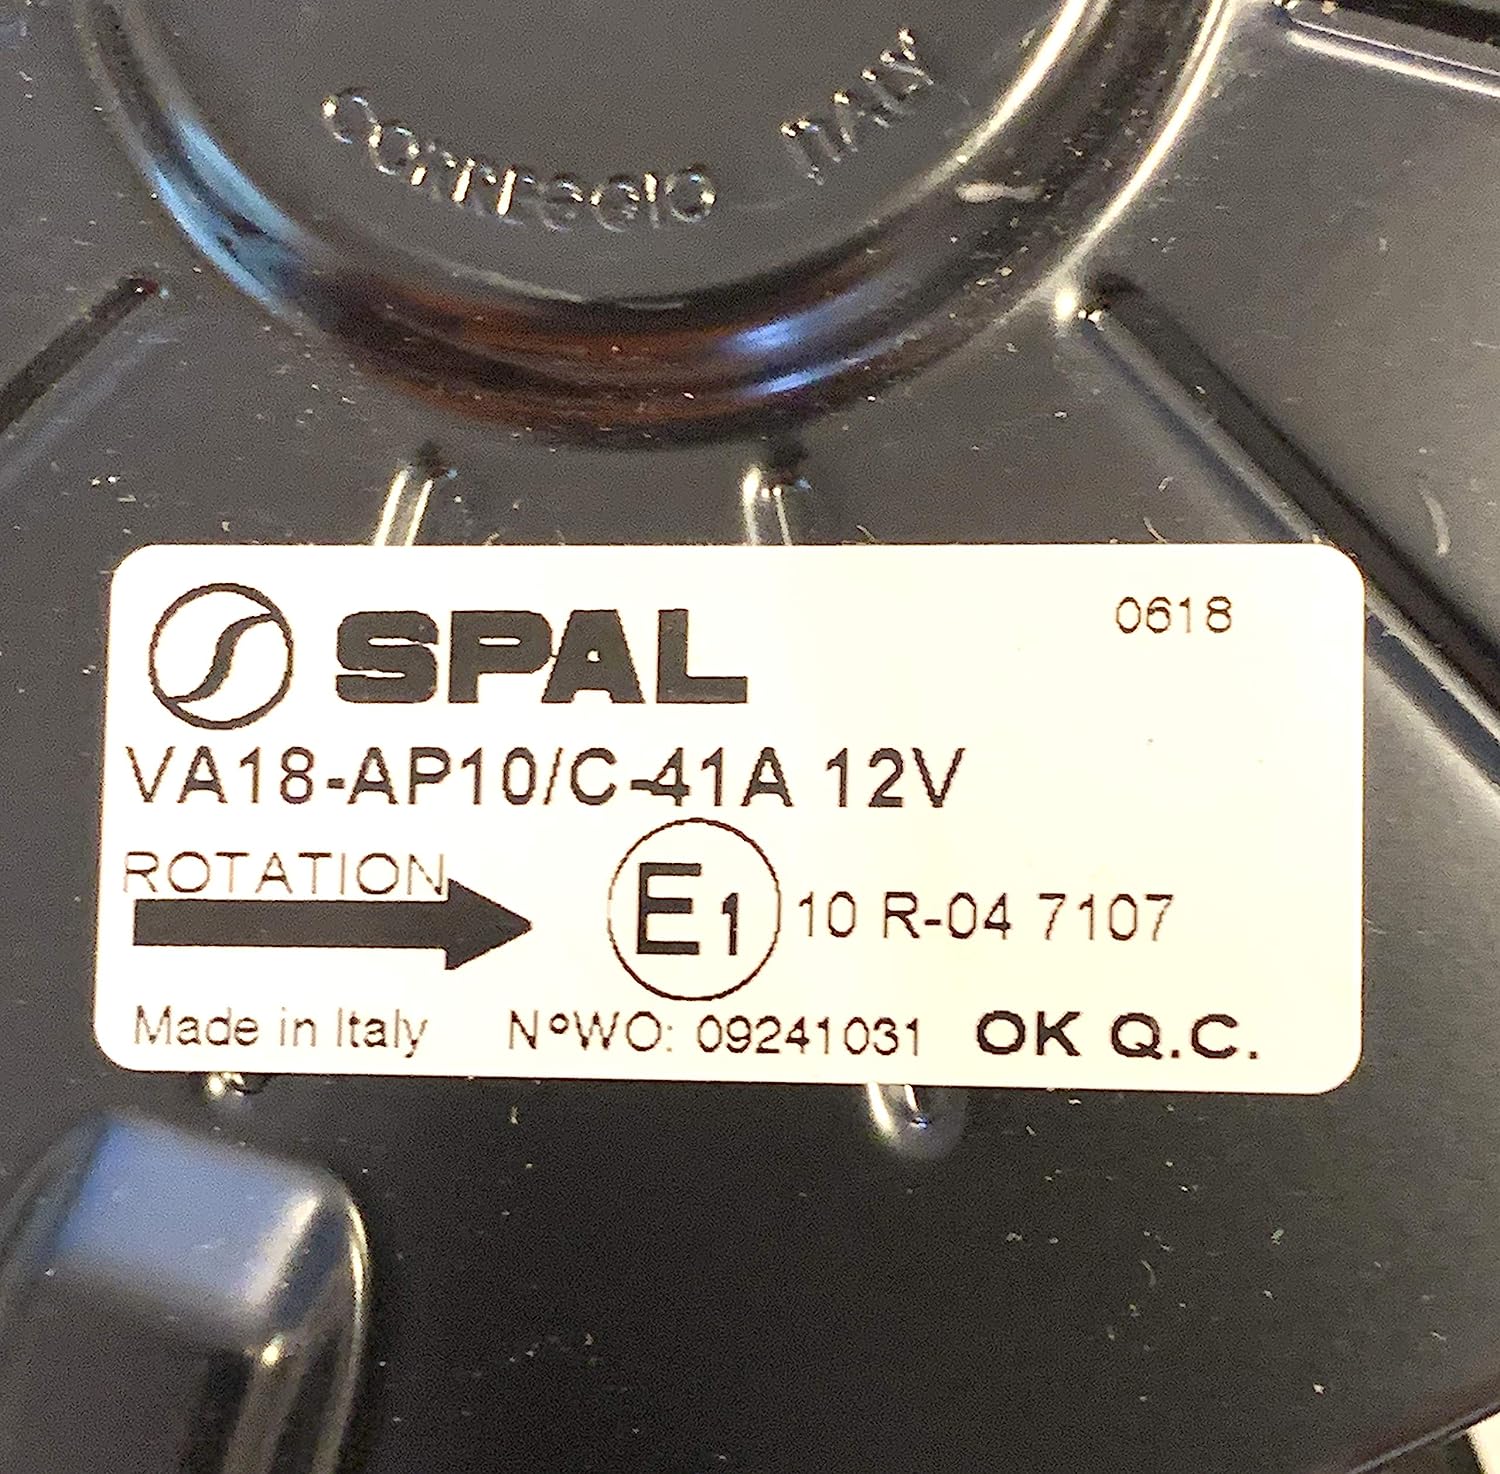 CORREGGIO ITALY
SPAL
0618
VA18-AP10/C-41A 12V
ROTATION
E1 10 R-04 7107
Made in Italy N°WO: 09241031 OK Q.C.